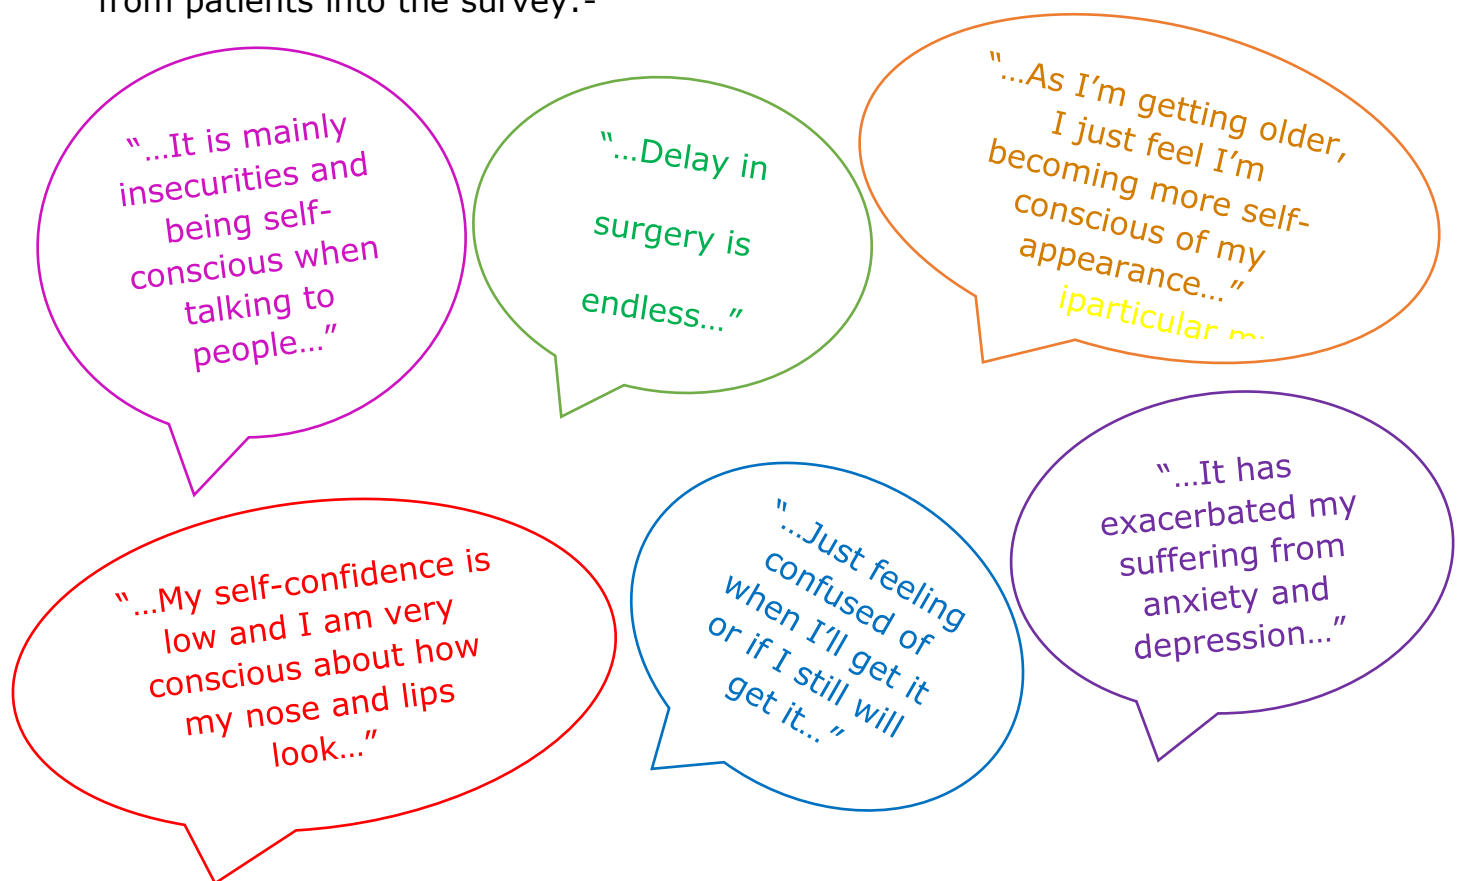 from patients into the survey:-
“…It is mainly
insecurities and
being self-
conscious when
talking to
people…”
“…Delay in
surgery is
endless…”
“…As I’m getting older,
I just feel I’m
becoming more self-
conscious of my
appearance…”
iparticular
“…My self-confidence is
low and I am very
conscious about how
my nose and lips
look…”
“…Just feeling
confused of
when I’ll get it
or if I still will
get it…”
“…It has
exacerbated my
suffering from
anxiety and
depression…”